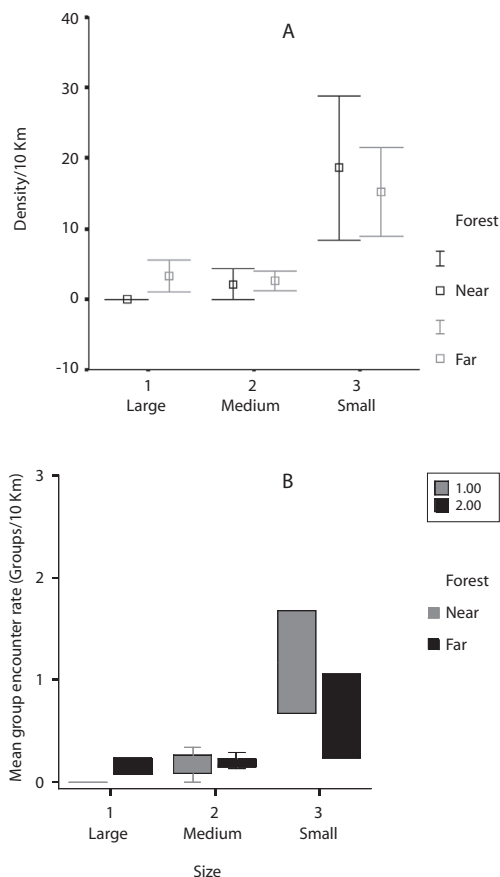 A
40
30
20
10
0
-10
Density/10 Km
1 2 3
Large Medium Small
Forest
Near
Far
B
3
2
1
0
Mean group encounter rate (Groups/10 Km)
1 2 3
Large Medium Small
Size
1.00
2.00
Forest
Near
Far